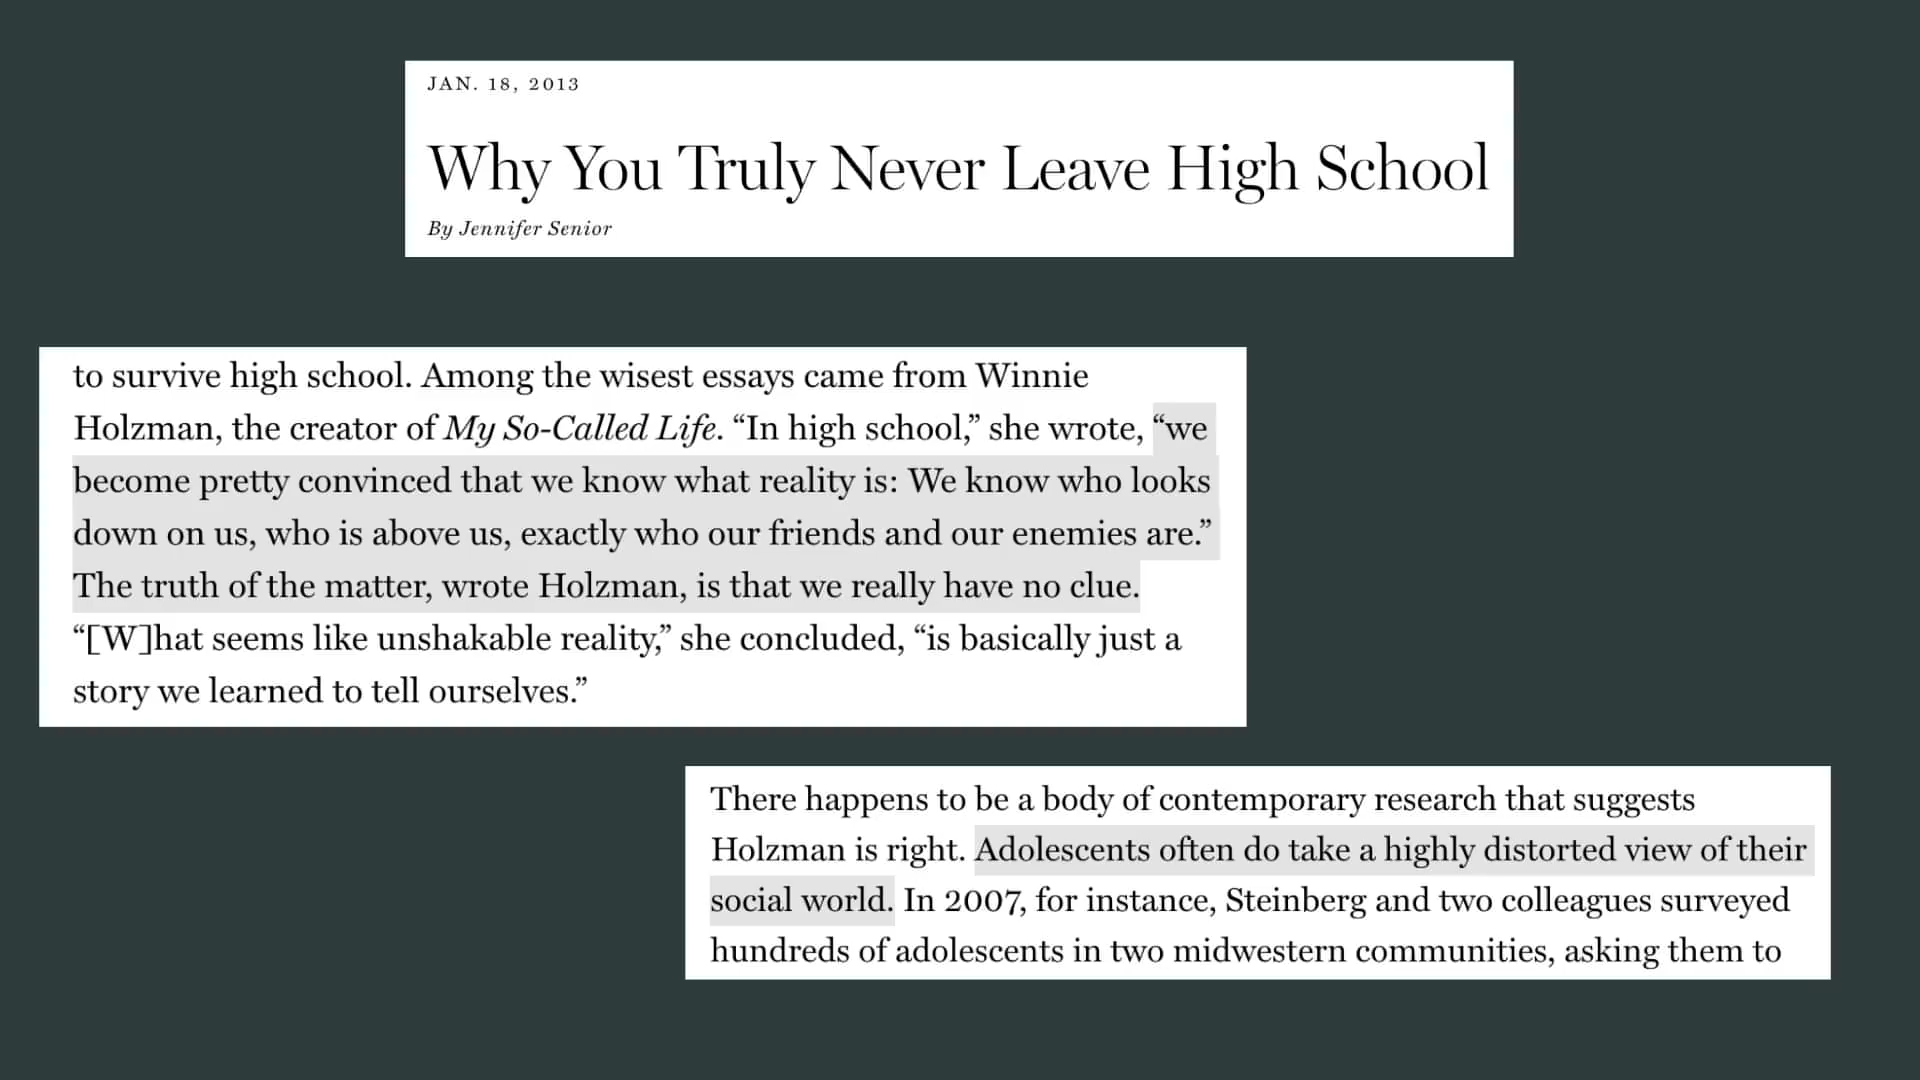 JAN. 18, 2013
Why You Truly Never Leave High School
By Jennifer Senior
to survive high school. Among the wisest essays came from Winnie
Holzman, the creator of My So-Called Life. “In high school,” she wrote, “we
become pretty convinced that we know what reality is: We know who looks
down on us, who is above us, exactly who our friends and our enemies are.”
The truth of the matter, wrote Holzman, is that we really have no clue.
“[W]hat seems like unshakable reality,” she concluded, “is basically just a
story we learned to tell ourselves.”
There happens to be a body of contemporary research that suggests
Holzman is right. Adolescents often do take a highly distorted view of their
social world. In 2007, for instance, Steinberg and two colleagues surveyed
hundreds of adolescents in two midwestern communities, asking them to